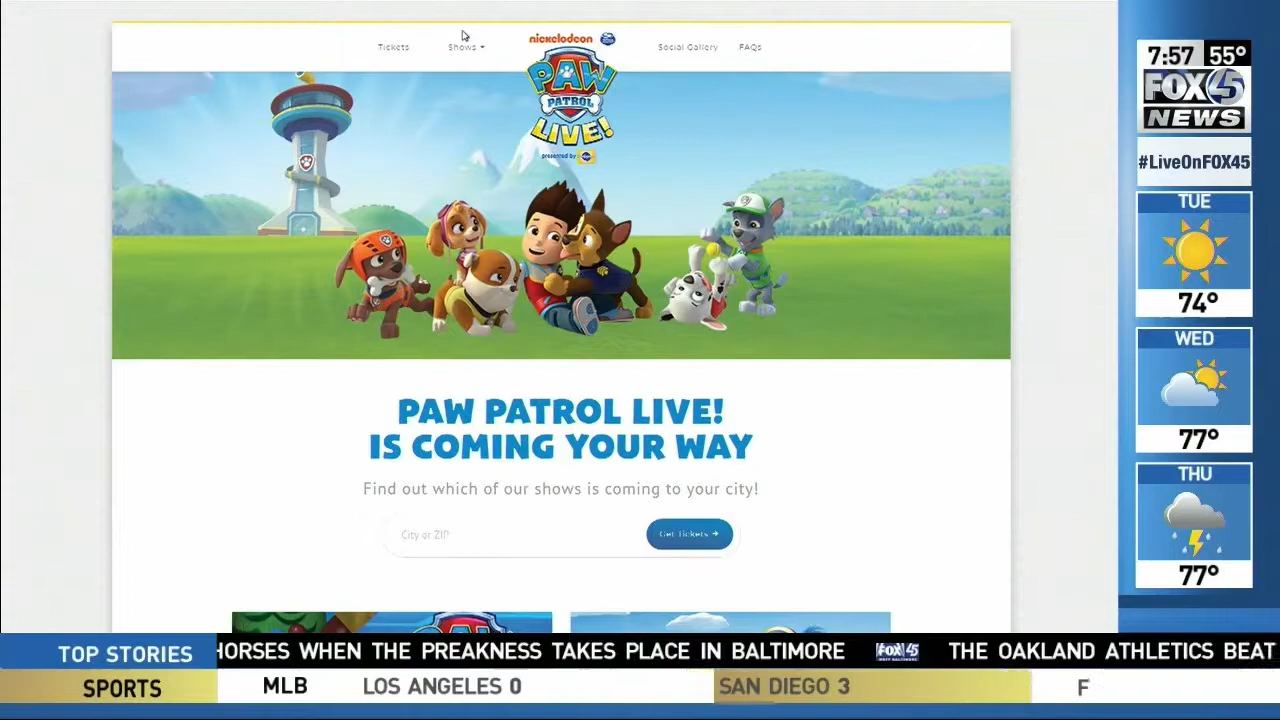 Tickets
Shows
nickelodeon
PAW
PATROL
LIVE!
presented by
Social Gallery
FAQs
PAW PATROL LIVE!
IS COMING YOUR WAY
Find out which of our shows is coming to your city!
City or ZIP
Get Tickets
7:57 55°
FOX 45
NEWS
#LiveOnFOX45
TUE
74°
WED
77°
THU
77°
TOP STORIES
HORSES WHEN THE PREAKNESS TAKES PLACE IN BALTIMORE FOX 45 THE OAKLAND ATHLETICS BEAT
SPORTS MLB LOS ANGELES 0 SAN DIEGO 3 F